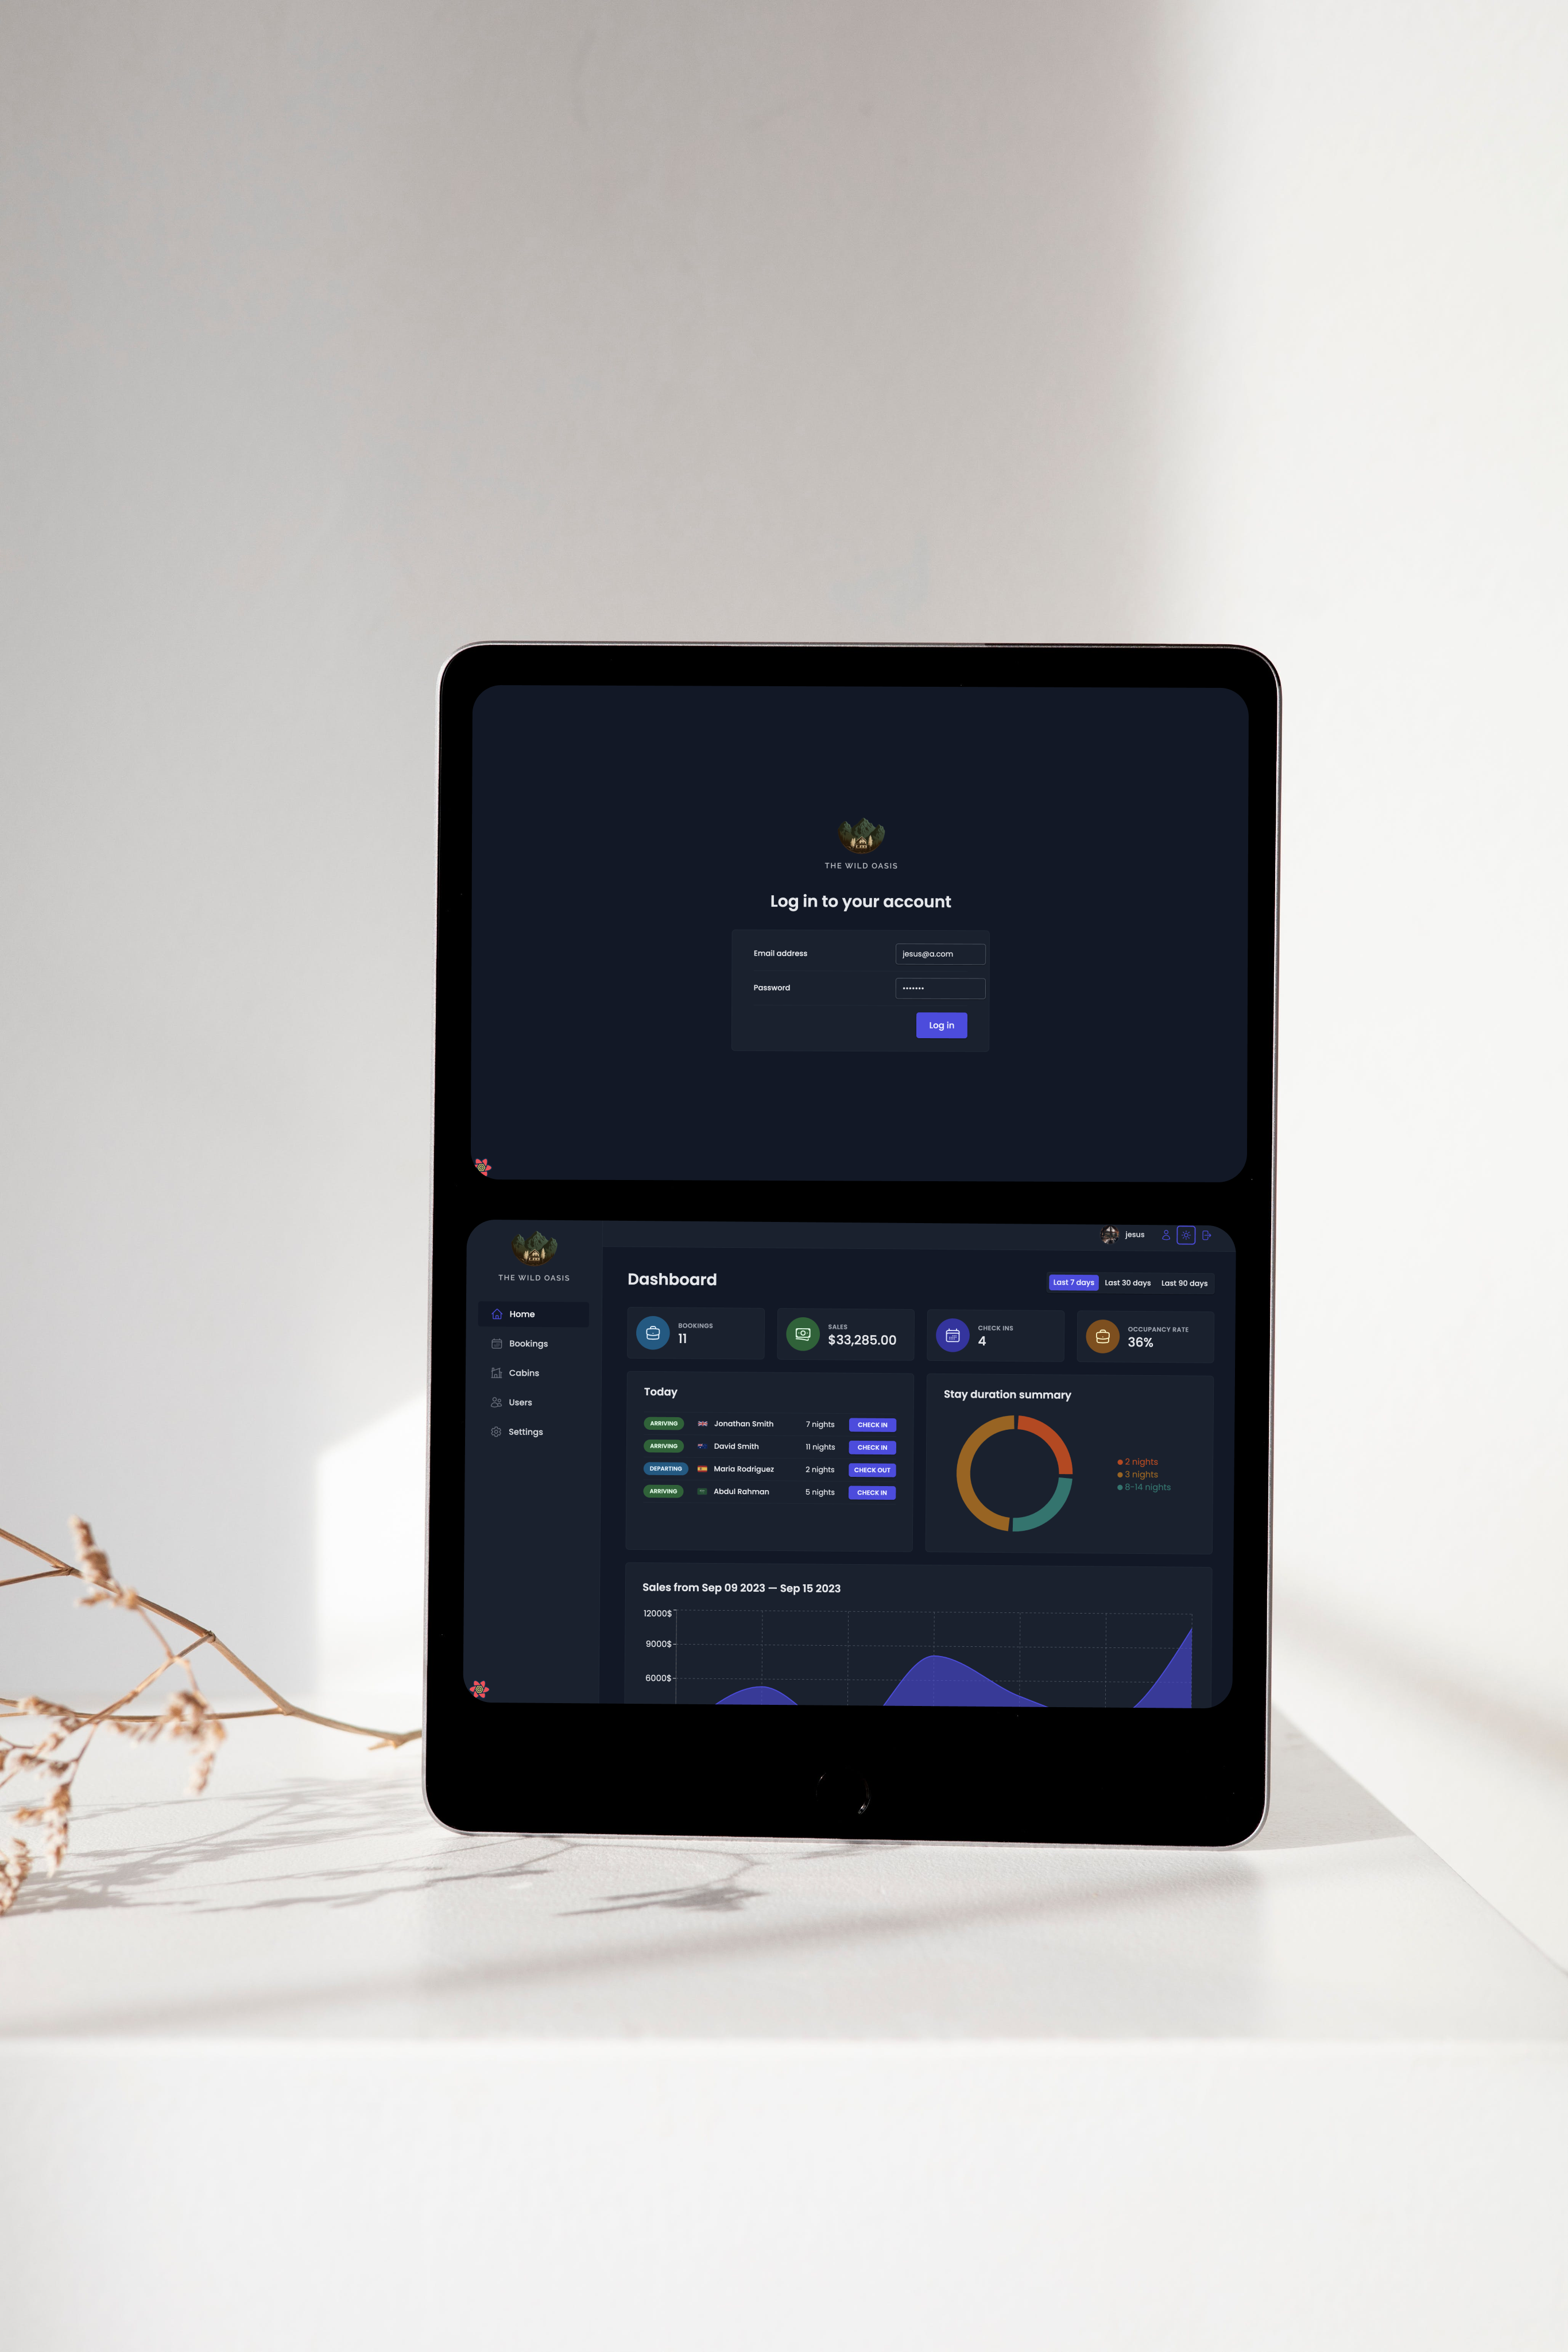 THE WILD OASIS
Log in to your account
Email address jesus@a.com
Password •••••••
Log in
THE WILD OASIS
jesus
Home
Bookings
Cabins
Users
Settings
Dashboard
Last 7 days Last 30 days Last 90 days
BOOKINGS
11
SALES
$33,285.00
CHECK INS
4
OCCUPANCY RATE
36%
Today
ARRIVING Jonathan Smith 7 nights CHECK IN
ARRIVING David Smith 11 nights CHECK IN
DEPARTING Maria Rodriguez 2 nights CHECK OUT
ARRIVING Abdul Rahman 5 nights CHECK IN
Stay duration summary
2 nights
3 nights
8-14 nights
Sales from Sep 09 2023 — Sep 15 2023
12000$
9000$
6000$